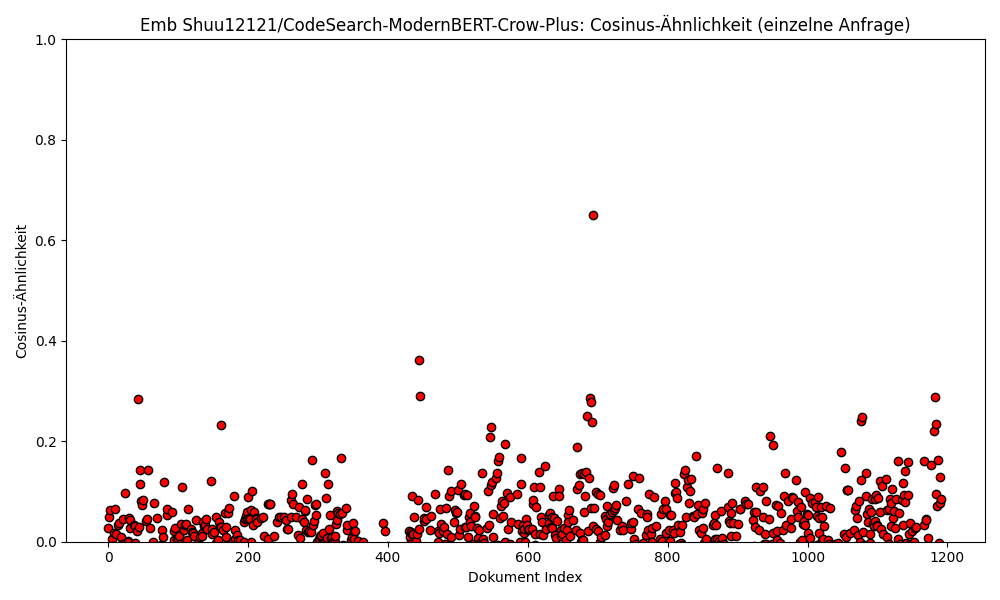 Emb Shuu12121/CodeSearch-ModernBERT-Crow-Plus: Cosinus-Ähnlichkeit (einzelne Anfrage)
1.0
0.8
0.6
0.4
0.2
0.0
Cosinus-Ähnlichkeit
0 200 400 600 800 1000 1200
Dokument Index